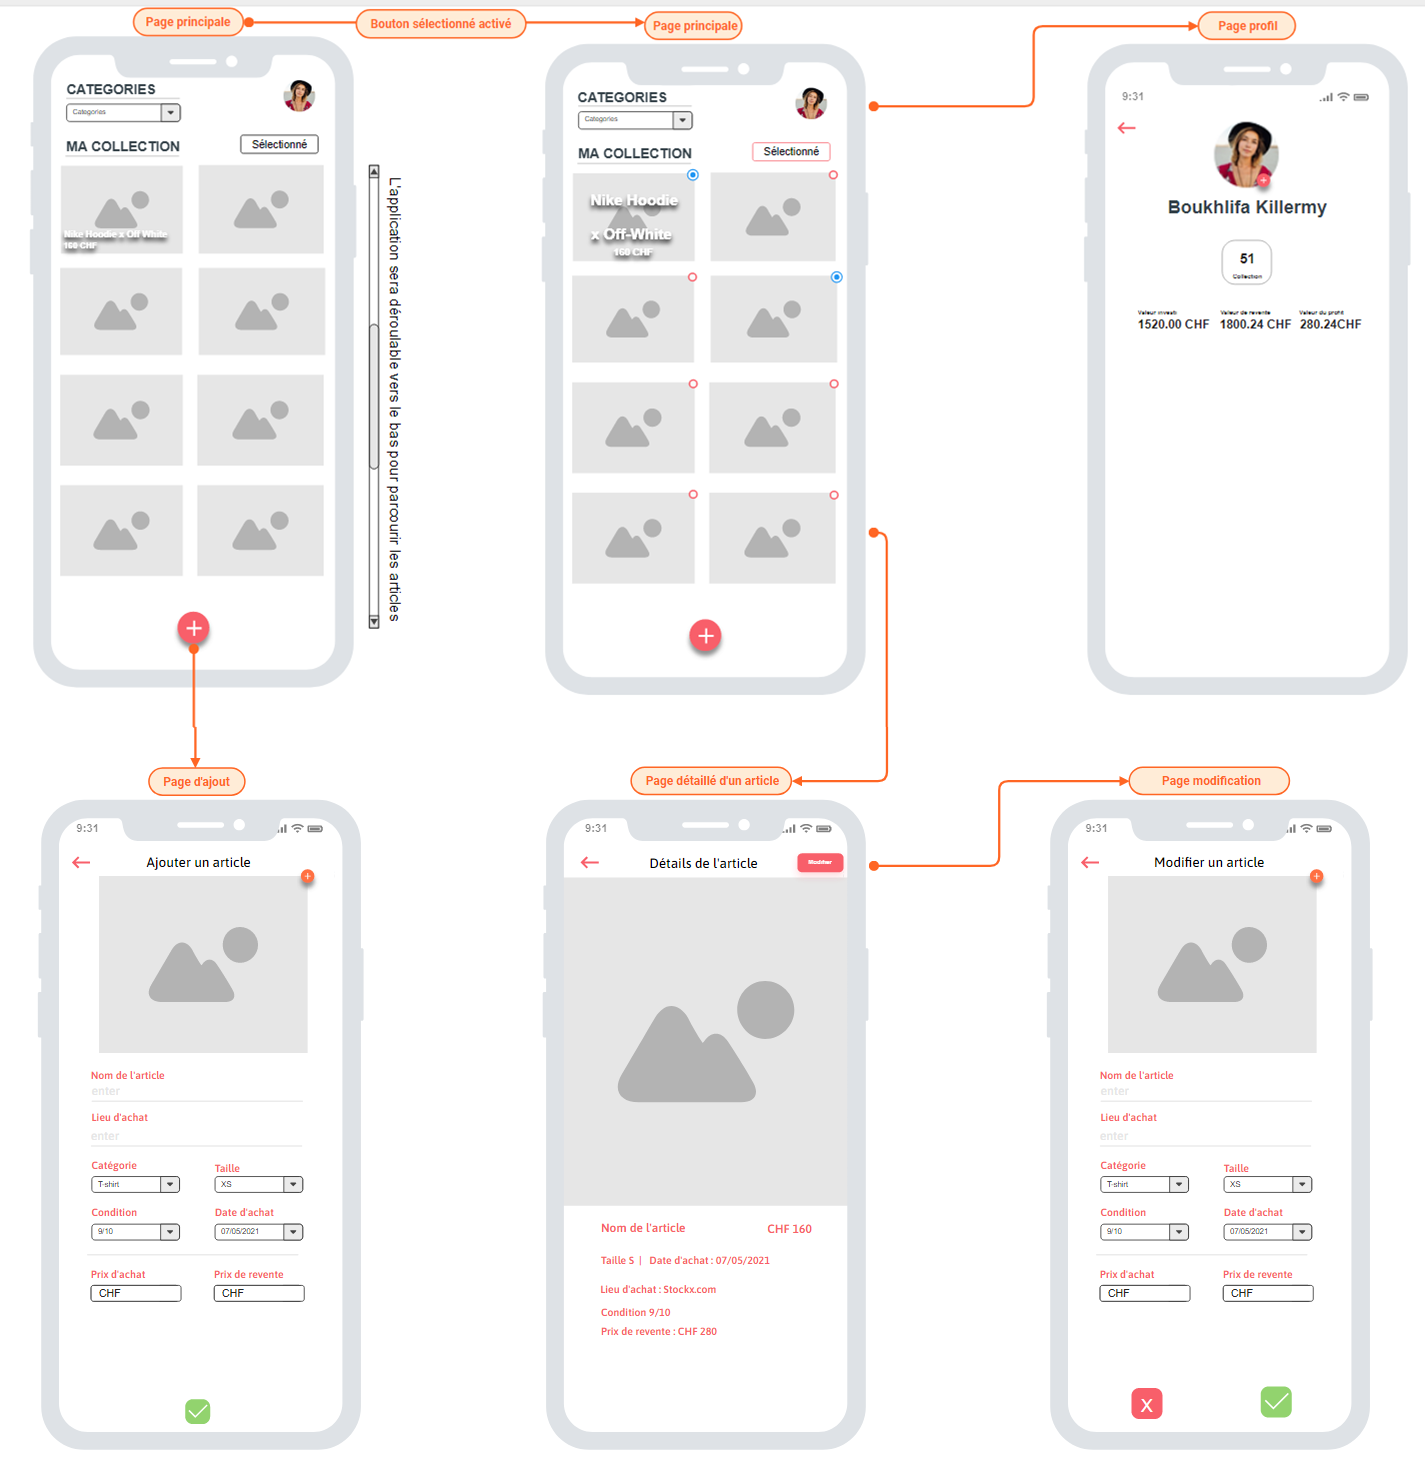 Page principale
Bouton sélectionné activé
Page principale
Page profil
CATEGORIES
Categories
MA COLLECTION
Sélectionné
Nike Hoodie x Off White
160 CHF
L'application sera déroulable vers le bas pour parcourir les articles
CATEGORIES
Categories
MA COLLECTION
Sélectionné
Nike Hoodie
x Off-White
160 CHF
9:31
Boukhlifa Killermy
51
Collection
Valeur investi
Valeur de revente
Valeur du profit
1520.00 CHF
1800.24 CHF
280.24CHF
Page d'ajout
Page détaillé d'un article
Page modification
9:31
Ajouter un article
Nom de l'article
enter
Lieu d'achat
enter
Catégorie
Taille
T-shirt
XS
Condition
Date d'achat
9/10
07/05/2021
Prix d'achat
Prix de revente
CHF
CHF
9:31
Détails de l'article
Modifier
Nom de l'article
CHF 160
Taille S | Date d'achat : 07/05/2021
Lieu d'achat : Stockx.com
Condition 9/10
Prix de revente : CHF 280
9:31
Modifier un article
Nom de l'article
enter
Lieu d'achat
enter
Catégorie
Taille
T-shirt
XS
Condition
Date d'achat
9/10
07/05/2021
Prix d'achat
Prix de revente
CHF
CHF
X